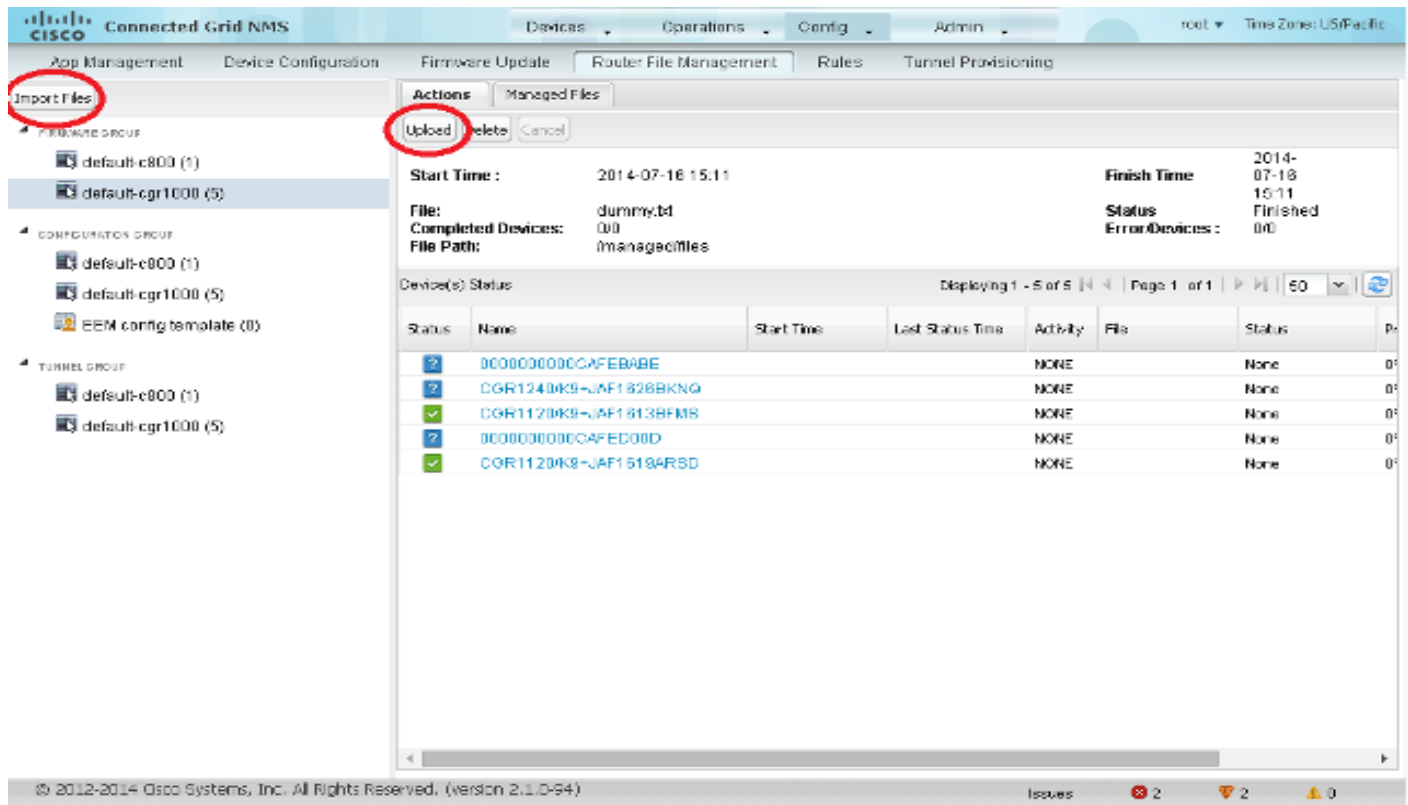 cisco Connected Grid NMS
Devices Operations Config Admin
root Time Zone: US/Pacific
App Management Device Configuration Firmware Update Router File Management Rules Tunnel Provisioning
Import Files
FIRMWARE GROUP
default-c800 (1)
default-cgr1000 (5)
CONFIGURATION GROUP
default-c800 (1)
default-cgr1000 (5)
EEM config template (0)
TUNNEL GROUP
default-c800 (1)
default-cgr1000 (5)
Actions Managed Files
Upload Delete Cancel
Start Time : 2014-07-16 15:11 Finish Time 2014-07-16 15:11
File: dummy.txt Status Finished
Completed Devices: 0/0 Error/Devices : 0/0
File Path: /managed/files
Device(s) Status Displaying 1 - 5 of 5 Page 1 of 1 50
Status Name Start Time Last Status Time Activity File Status
0000000000CAFEBABE NONE None
CGR1240/K9+JAF1626BKNQ NONE None
CGR1120/K9+JAF1613BFMB NONE None
0000000000CAFED00D NONE None
CGR1120/K9+JAF1619ARSD NONE None
© 2012-2014 Cisco Systems, Inc. All Rights Reserved. (version 2.1.0-94) Issues 2 2 0